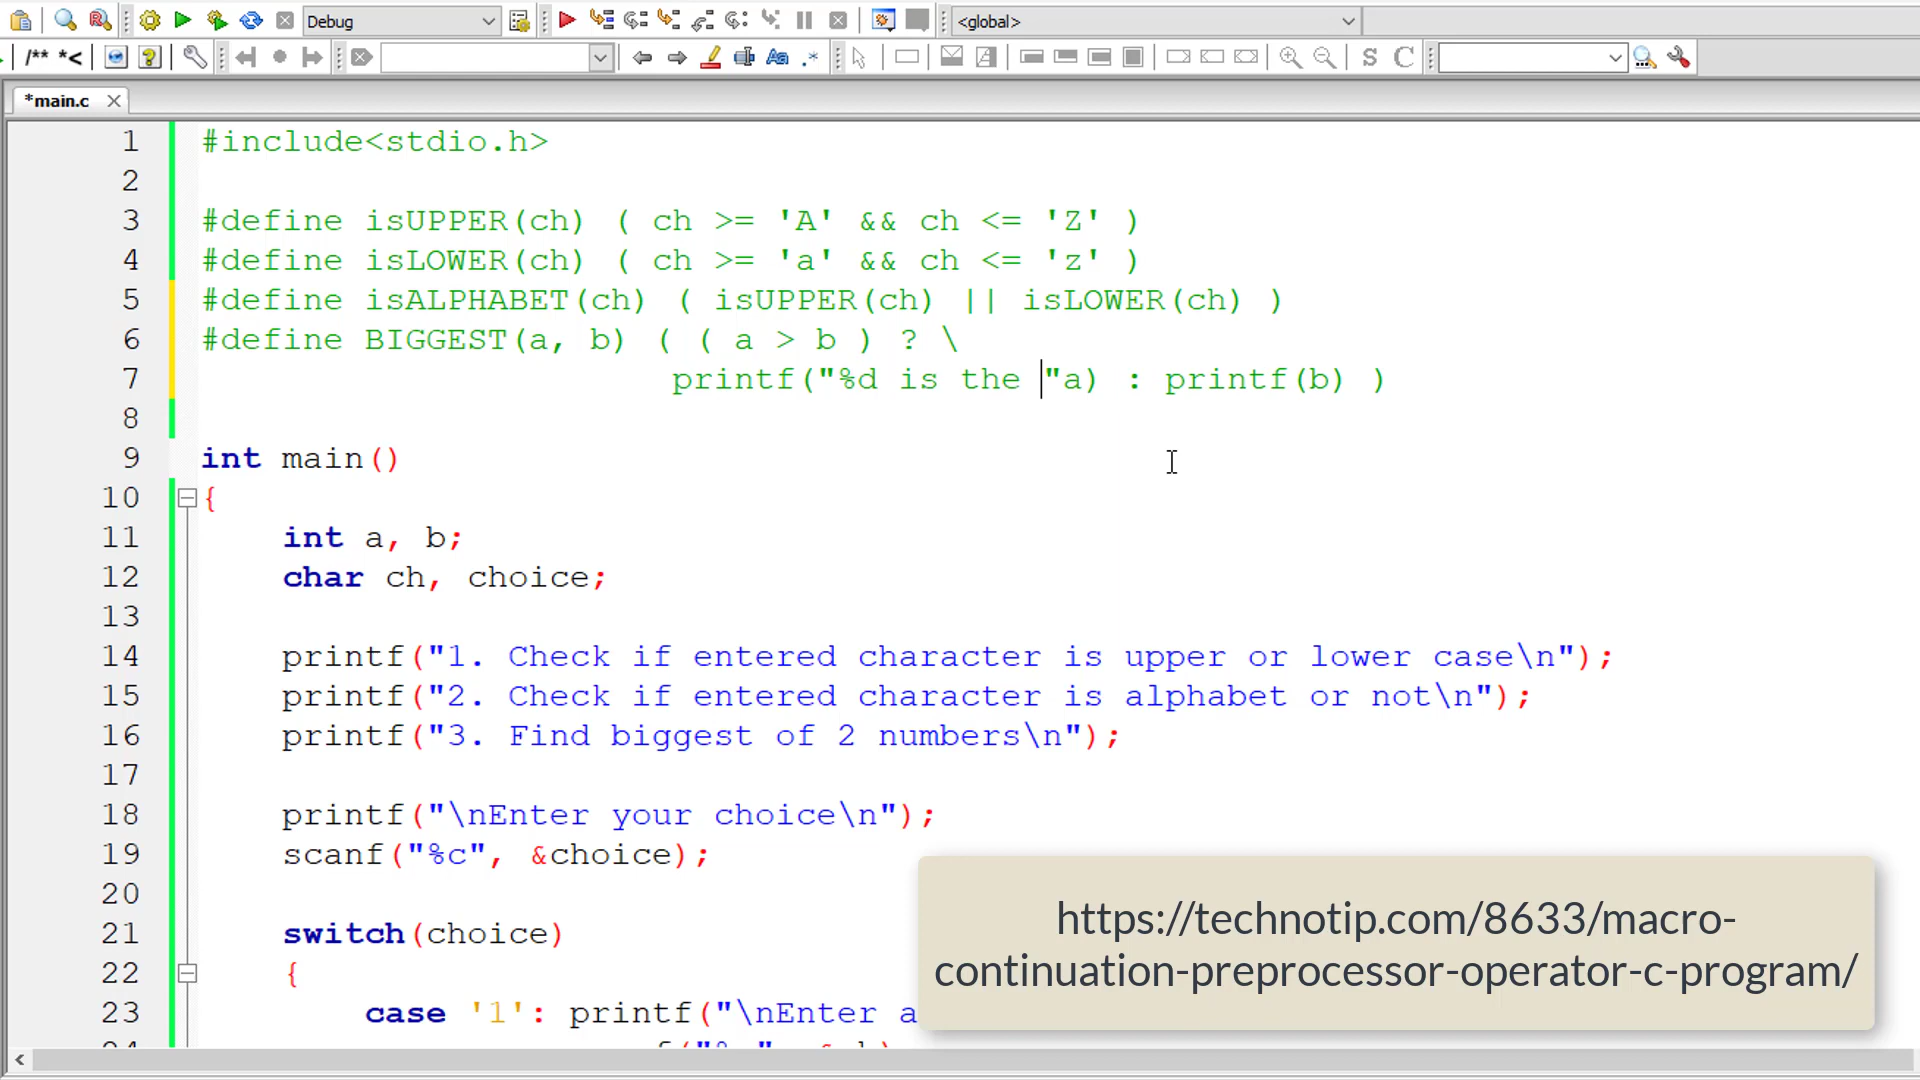 Debug
<global>
/** *<
Aa .*
S C
*main.c
1 #include<stdio.h>
2
3 #define isUPPER(ch) ( ch >= 'A' && ch <= 'Z' )
4 #define isLOWER(ch) ( ch >= 'a' && ch <= 'z' )
5 #define isALPHABET(ch) ( isUPPER(ch) || isLOWER(ch) )
6 #define BIGGEST(a, b) ( ( a > b ) ? \
7 printf("%d is the "a) : printf(b) )
8
9 int main()
10 {
11 int a, b;
12 char ch, choice;
13
14 printf("1. Check if entered character is upper or lower case\n");
15 printf("2. Check if entered character is alphabet or not\n");
16 printf("3. Find biggest of 2 numbers\n");
17
18 printf("\nEnter your choice\n");
19 scanf("%c", &choice);
20
21 switch(choice)
22 {
23 case '1': printf("\nEnter a
https://technotip.com/8633/macro-
continuation-preprocessor-operator-c-program/